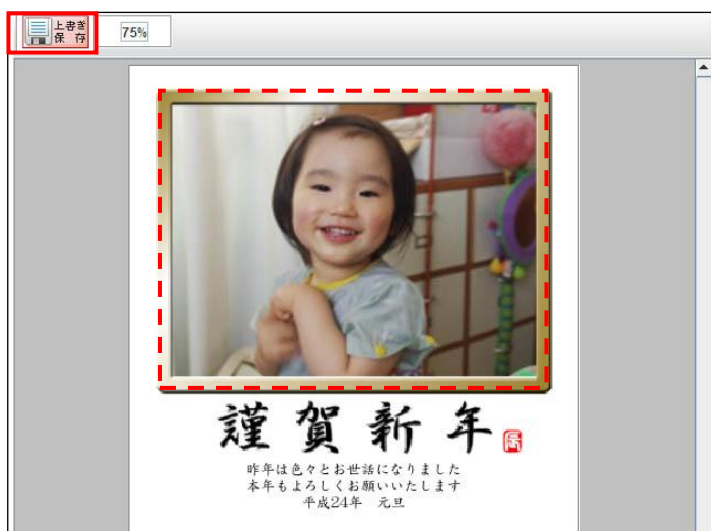 上書き
保 存
75%
謹賀新年
辰
昨年は色々とお世話になりました
本年もよろしくお願いいたします
平成24年 元旦